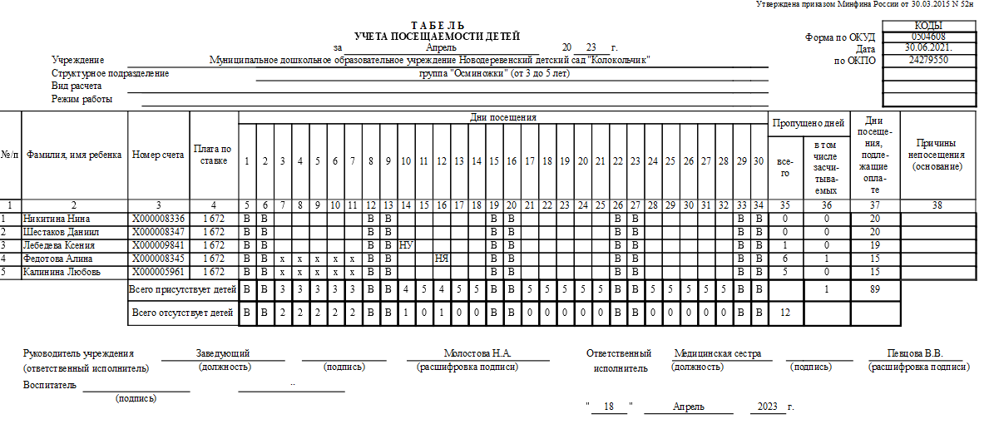 Утверждена приказом Минфина России от 30.03.2015 N 52н
Т А Б Е Л Ь
УЧЕТА ПОСЕЩАЕМОСТИ ДЕТЕЙ
за Апрель 20 23 г.
КОДЫ
Форма по ОКУД 0504608
Дата 30.06.2021.
по ОКПО 24279550
Учреждение Муниципальное дошкольное образовательное учреждение Новодеревенский детский сад "Колокольчик"
Структурное подразделение группа "Осминожки" (от 3 до 5 лет)
Вид расчета
Режим работы
№/п Фамилия, имя ребенка Номер счета Плата по ставке Дни посещения Пропущено дней Дни посеще-ния, подле-жащие опла-те Причины непосещения (основание)
1 2 3 4 5 6 7 8 9 10 11 12 13 14 15 16 17 18 19 20 21 22 23 24 25 26 27 28 29 30 все-го в том числе засчи-тыва-емых
1 2 3 4 5 6 7 8 9 10 11 12 13 14 15 16 17 18 19 20 21 22 23 24 25 26 27 28 29 30 31 32 33 34 35 36 37 38
1 Никитина Нина Х000008336 1 672 В В В В В В В В В В 0 0 20
2 Шестаков Даниил Х000008347 1 672 В В В В В В В В В В 0 0 20
3 Лебедева Ксения Х000009841 1 672 В В В В НУ В В В В В В 1 0 19
4 Федотова Алина Х000008345 1 672 В В х х х х х В В НЯ В В В В В В 6 1 15
5 Калинина Любовь Х000005961 1 672 В В х х х х х В В В В В В В В 5 0 15
Всего присутствует детей В В 3 3 3 3 3 В В 4 5 4 5 5 В В 5 5 5 5 5 В В 5 5 5 5 5 В В 1 89
Всего отсутствует детей В В 2 2 2 2 2 В В 1 0 1 0 0 В В 0 0 0 0 0 В В 0 0 0 0 0 В В 12
Руководитель учреждения Заведующий Молостова Н.А. Ответственный Медицинская сестра Певцова В.В.
(ответственный исполнитель) (должность) (подпись) (расшифровка подписи) исполнитель (должность) (подпись) (расшифровка подписи)
Воспитатель ..
(подпись)
" 18 " Апрель 2023 г.